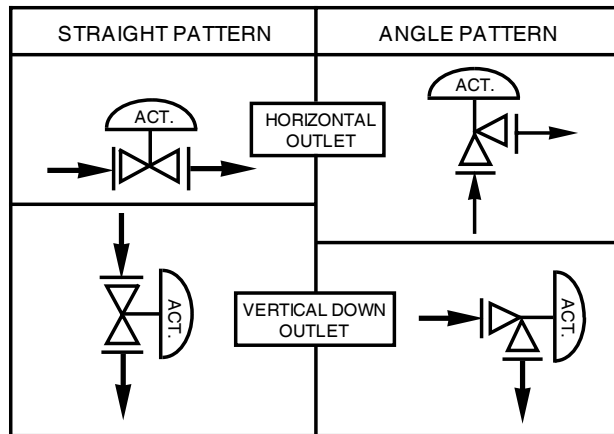 STRAIGHT PATTERN
ANGLE PATTERN
ACT.
HORIZONTAL
OUTLET
ACT.
ACT.
VERTICAL DOWN
OUTLET
ACT.